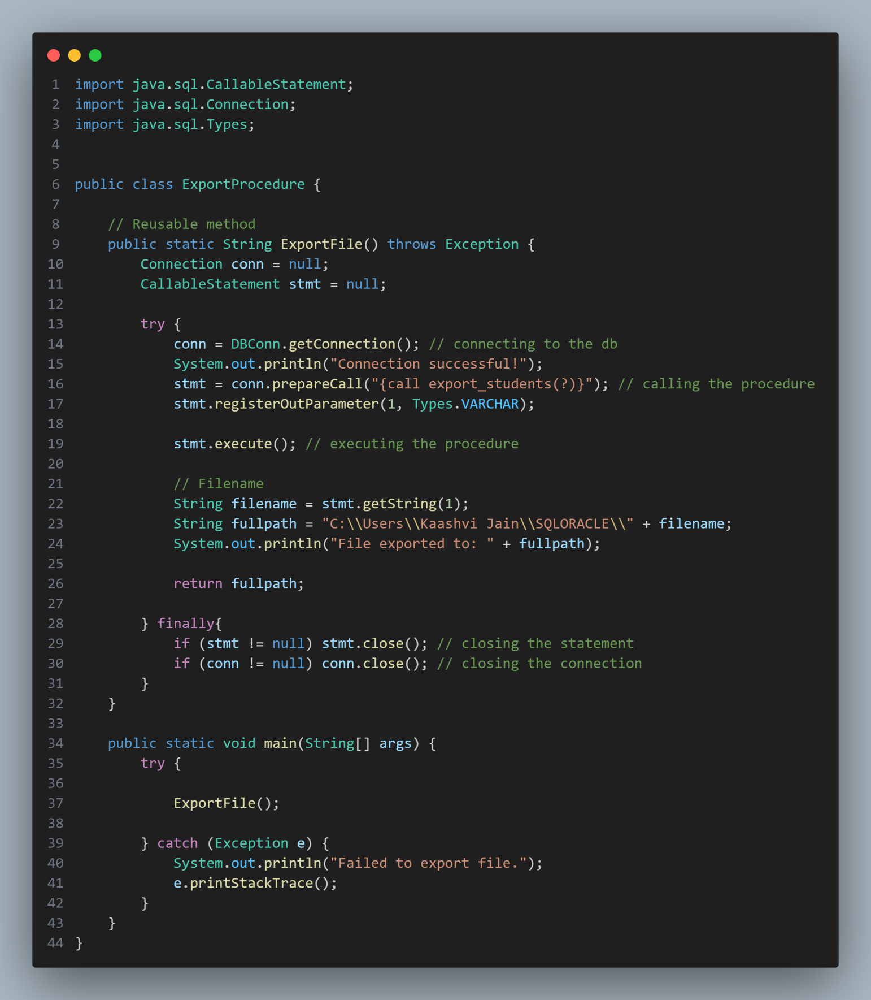 1 import java.sql.CallableStatement;
2 import java.sql.Connection;
3 import java.sql.Types;
4
5
6 public class ExportProcedure {
7
8     // Reusable method
9     public static String ExportFile() throws Exception {
10         Connection conn = null;
11         CallableStatement stmt = null;
12
13         try {
14             conn = DBConn.getConnection(); // connecting to the db
15             System.out.println("Connection successful!");
16             stmt = conn.prepareCall("{call export_students(?)}"); // calling the procedure
17             stmt.registerOutParameter(1, Types.VARCHAR);
18
19             stmt.execute(); // executing the procedure
20
21             // Filename
22             String filename = stmt.getString(1);
23             String fullpath = "C:\\Users\\Kaashvi Jain\\SQLORACLE\\" + filename;
24             System.out.println("File exported to: " + fullpath);
25
26             return fullpath;
27
28         } finally{
29             if (stmt != null) stmt.close(); // closing the statement
30             if (conn != null) conn.close(); // closing the connection
31         }
32     }
33
34     public static void main(String[] args) {
35         try {
36
37             ExportFile();
38
39         } catch (Exception e) {
40             System.out.println("Failed to export file.");
41             e.printStackTrace();
42         }
43     }
44 }